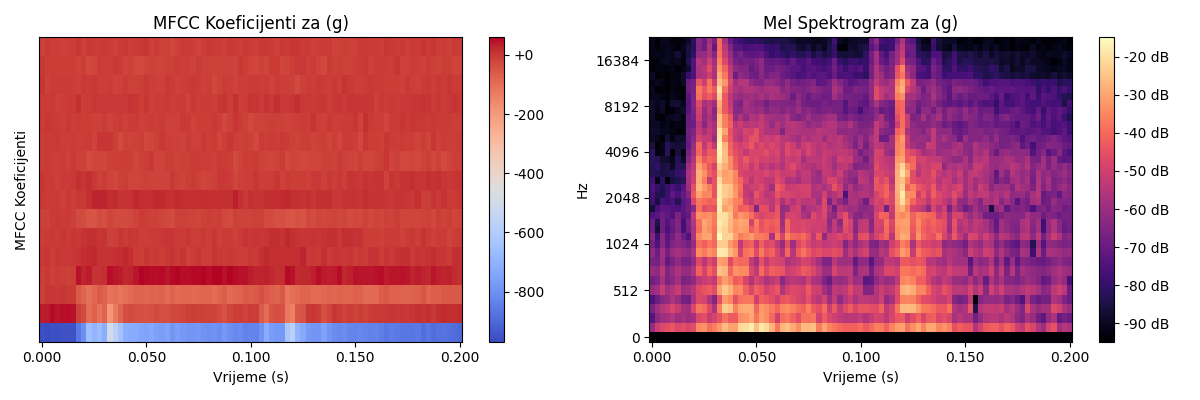 MFCC Koeficijenti za (g)
MFCC Koeficijenti
+0
-200
-400
-600
-800
0.000 0.050 0.100 0.150 0.200
Vrijeme (s)
Mel Spektrogram za (g)
Hz
16384
8192
4096
2048
1024
512
0
0.000 0.050 0.100 0.150 0.200
Vrijeme (s)
-20 dB
-30 dB
-40 dB
-50 dB
-60 dB
-70 dB
-80 dB
-90 dB